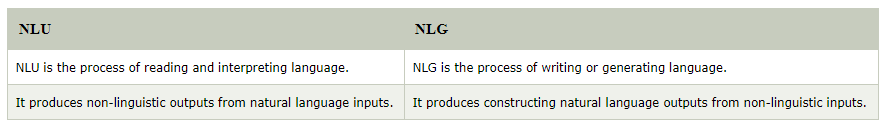 NLU NLG
NLU is the process of reading and interpreting language. NLG is the process of writing or generating language.
It produces non-linguistic outputs from natural language inputs. It produces constructing natural language outputs from non-linguistic inputs.